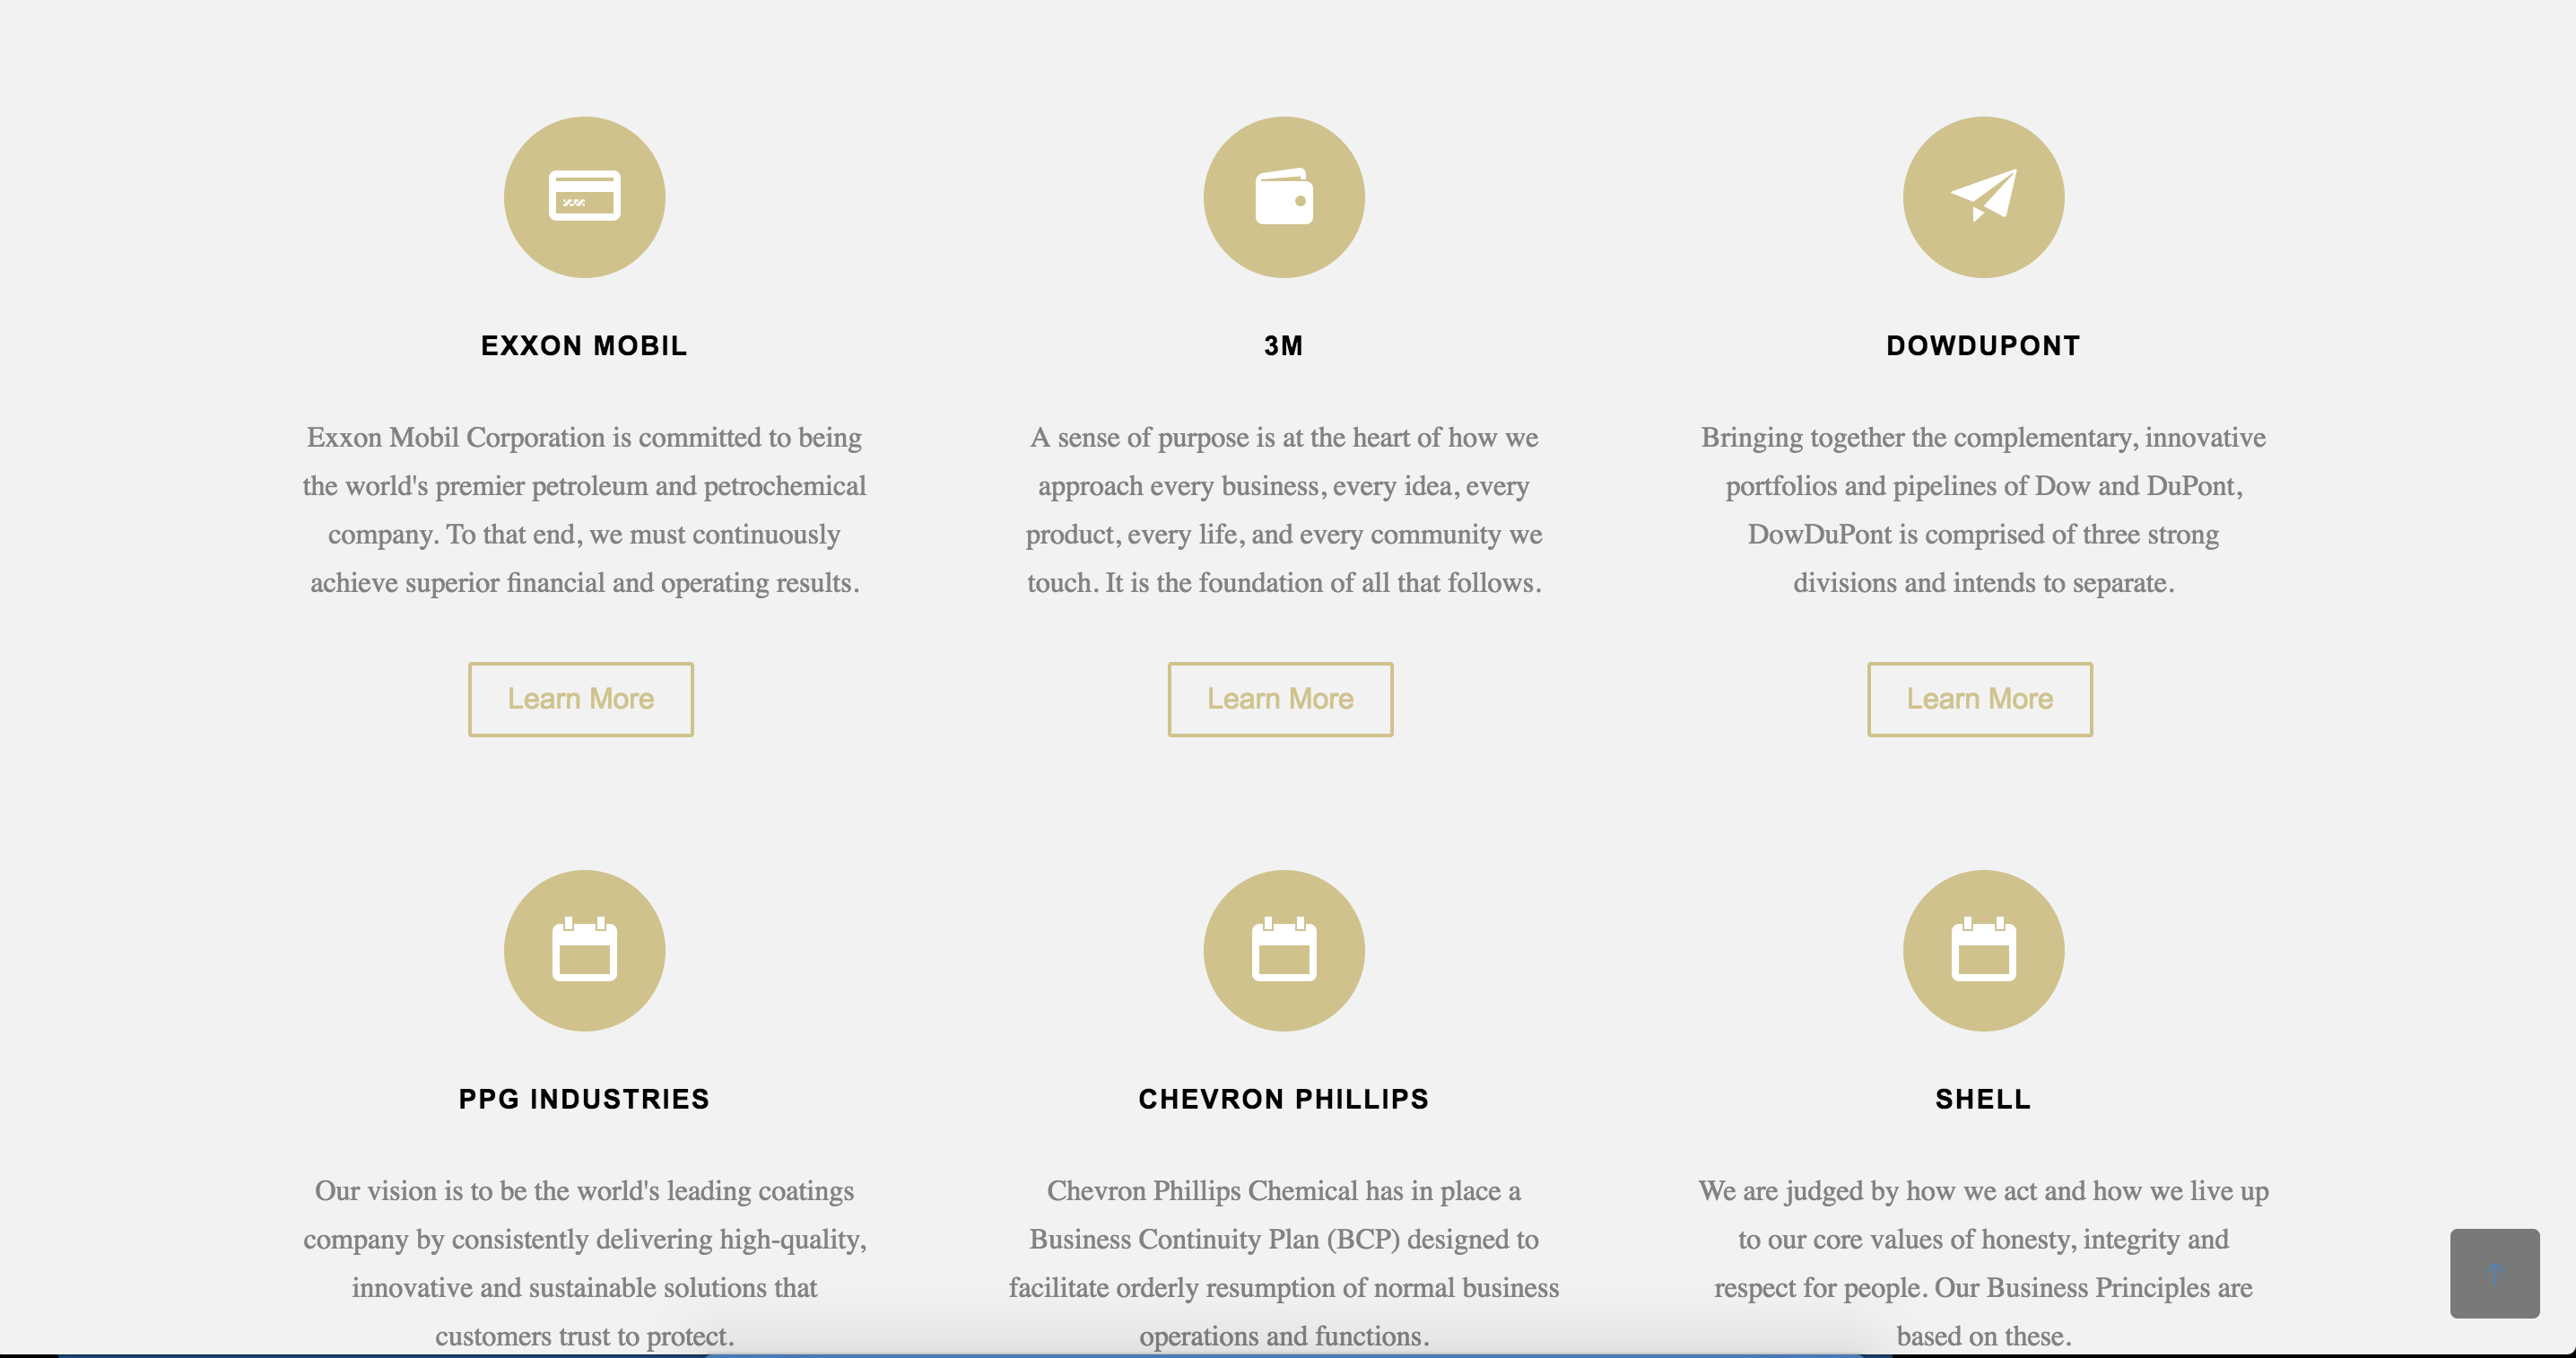 EXXON MOBIL
Exxon Mobil Corporation is committed to being
the world's premier petroleum and petrochemical
company. To that end, we must continuously
achieve superior financial and operating results.
Learn More
3M
A sense of purpose is at the heart of how we
approach every business, every idea, every
product, every life, and every community we
touch. It is the foundation of all that follows.
Learn More
DOWDUPONT
Bringing together the complementary, innovative
portfolios and pipelines of Dow and DuPont,
DowDuPont is comprised of three strong
divisions and intends to separate.
Learn More
PPG INDUSTRIES
Our vision is to be the world's leading coatings
company by consistently delivering high-quality,
innovative and sustainable solutions that
customers trust to protect.
CHEVRON PHILLIPS
Chevron Phillips Chemical has in place a
Business Continuity Plan (BCP) designed to
facilitate orderly resumption of normal business
operations and functions.
SHELL
We are judged by how we act and how we live up
to our core values of honesty, integrity and
respect for people. Our Business Principles are
based on these.